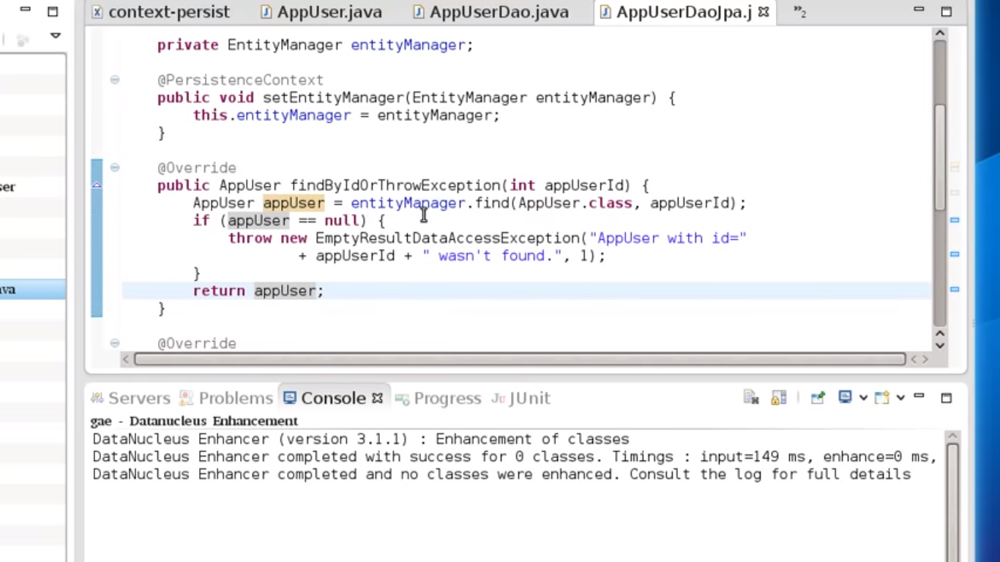 context-persist AppUser.java AppUserDao.java AppUserDaoJpa.j »2
private EntityManager entityManager;
@PersistenceContext
public void setEntityManager(EntityManager entityManager) {
this.entityManager = entityManager;
}
@Override
ser
public AppUser findByIdOrThrowException(int appUserId) {
AppUser appUser = entityManager.find(AppUser.class, appUserId);
if (appUser == null) {
throw new EmptyResultDataAccessException("AppUser with id="
+ appUserId + " wasn't found.", 1);
}
ava
return appUser;
}
@Override
Servers Problems Console Progress JUnit
gae - Datanucleus Enhancement
DataNucleus Enhancer (version 3.1.1) : Enhancement of classes
DataNucleus Enhancer completed with success for 0 classes. Timings : input=149 ms, enhance=0 ms,
DataNucleus Enhancer completed and no classes were enhanced. Consult the log for full details